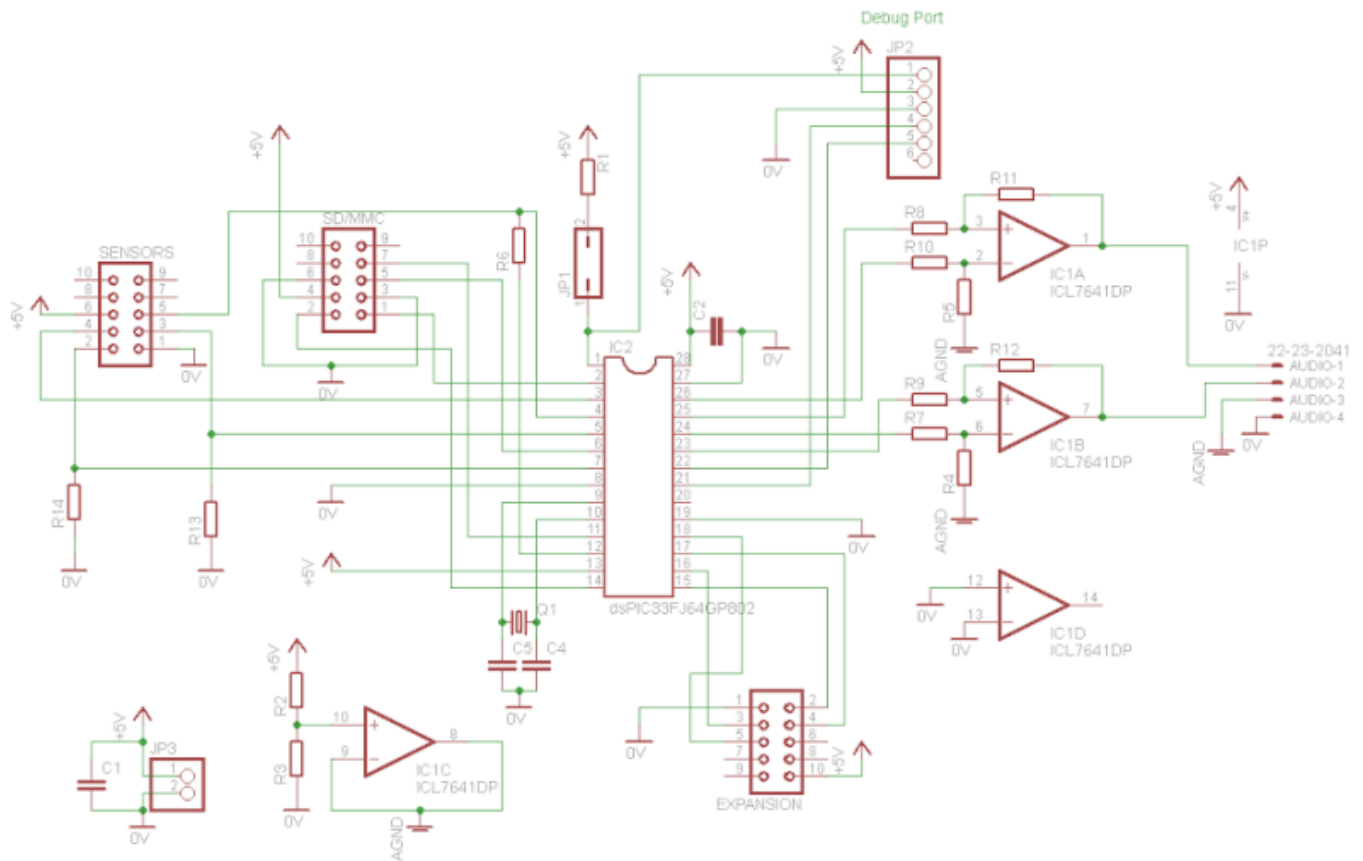 Debug Port
JP2
+5V
1
2
3
4
5
6
0V
+5V
+5V
R1
2
JP1
1
SD/MMC
10 9
8 7
6 5
4 3
2 1
0V
SENSORS
10 9
8 7
6 5
4 3
2 1
+5V
0V
R6
+5V
C2
0V
IC2
1 28
2 27
3 26
4 25
5 24
6 23
7 22
8 21
9 20
10 19
11 18
12 17
13 16
14 15
dsPIC33FJ64GP802
R11
R8
R10
3
2
1
+
−
IC1A
ICL7641DP
R5
AGND
R12
R9
R7
5
6
7
+
−
IC1B
ICL7641DP
R4
AGND
+5V
4
V+
IC1P
V-
11
0V
22-23-2041
AUDIO-1
AUDIO-2
AUDIO-3
AUDIO-4
0V
AGND
R14
0V
R13
0V
0V
+5V
0V
Q1
C5
C4
0V
12
13
14
+
−
0V
0V
IC1D
ICL7641DP
+5V
R2
R3
0V
10
9
8
+
−
IC1C
ICL7641DP
AGND
+5V
C1
JP3
1
2
0V
1 2
3 4
5 6
7 8
9 10
0V
+5V
EXPANSION